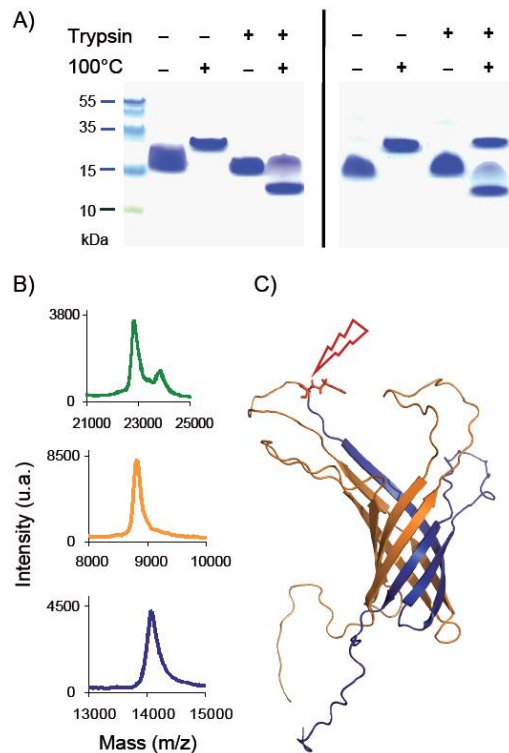 A)
Trypsin – – + + – – + +
100°C – + – + – + – +
55
35
15
10
kDa
B)
C)
3800
0
21000 23000 25000
8500
0
8000 9000 10000
4500
0
13000 14000 15000
Intensity (u.a.)
Mass (m/z)